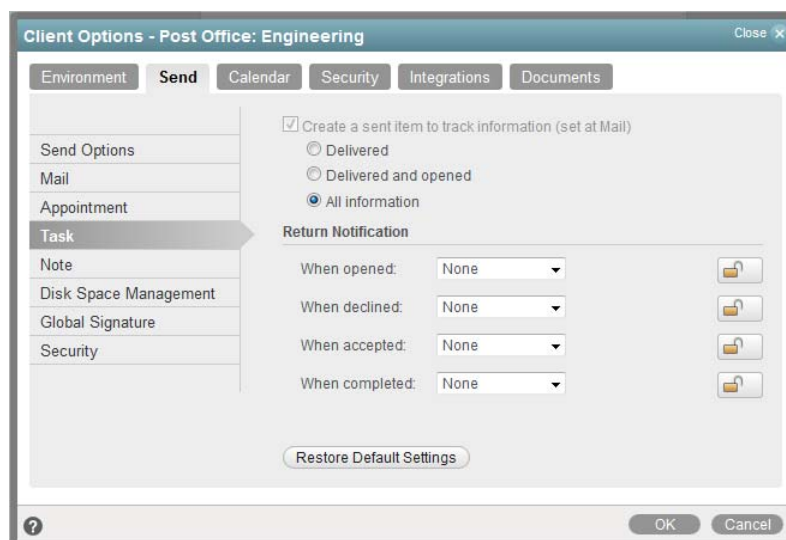 Client Options - Post Office: Engineering
Close
Environment Send Calendar Security Integrations Documents
Send Options
Mail
Appointment
Task
Note
Disk Space Management
Global Signature
Security
Create a sent item to track information (set at Mail)
Delivered
Delivered and opened
All information
Return Notification
When opened: None
When declined: None
When accepted: None
When completed: None
Restore Default Settings
? OK Cancel